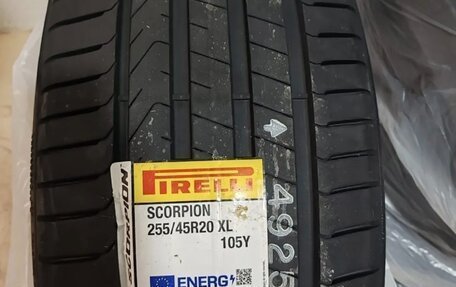 PIRELLI
SCORPION
255/45R20 XL
105Y
ENERG
4925